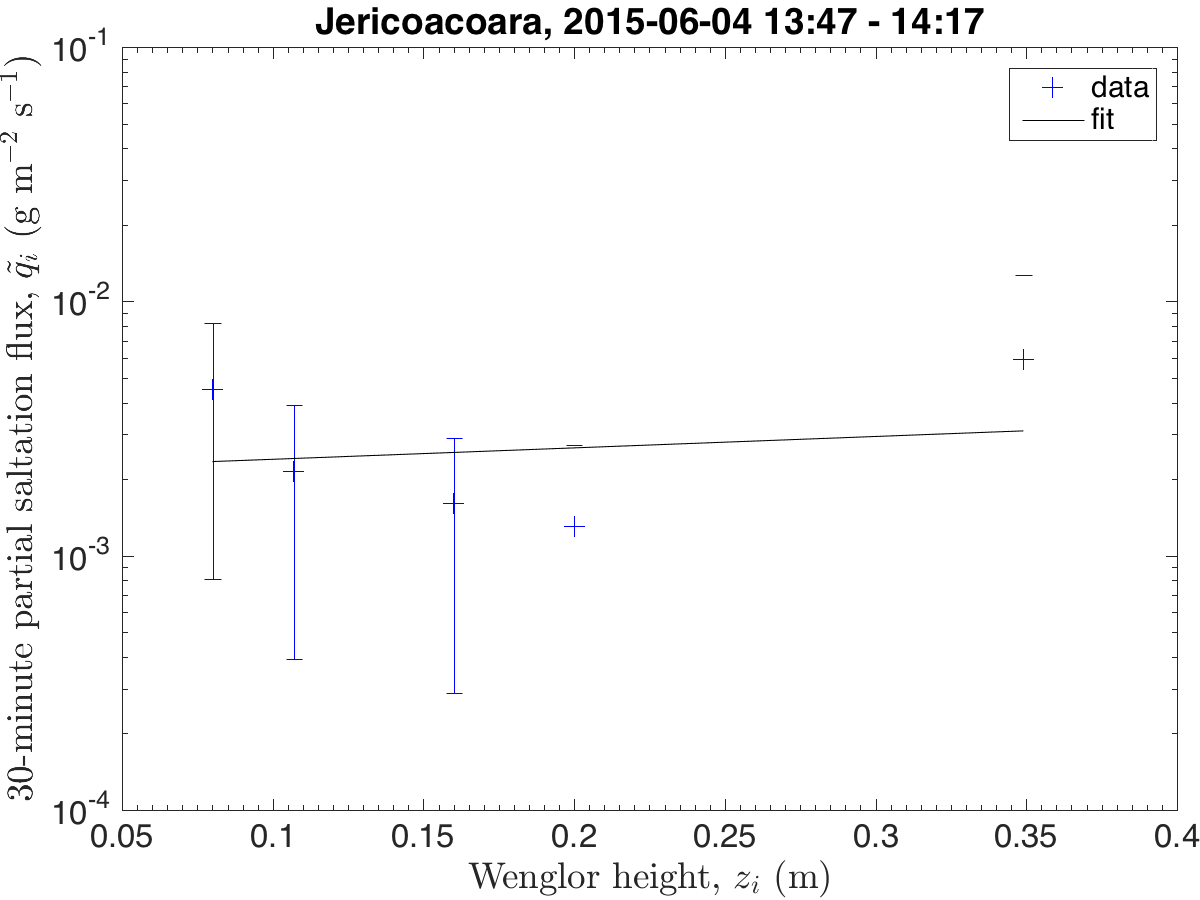 Jericoacoara, 2015-06-04 13:47 - 14:17
30-minute partial saltation flux, q̃ᵢ (g m⁻² s⁻¹)
10⁻¹
10⁻²
10⁻³
10⁻⁴
data
fit
0.05 0.1 0.15 0.2 0.25 0.3 0.35 0.4
Wenglor height, zᵢ (m)